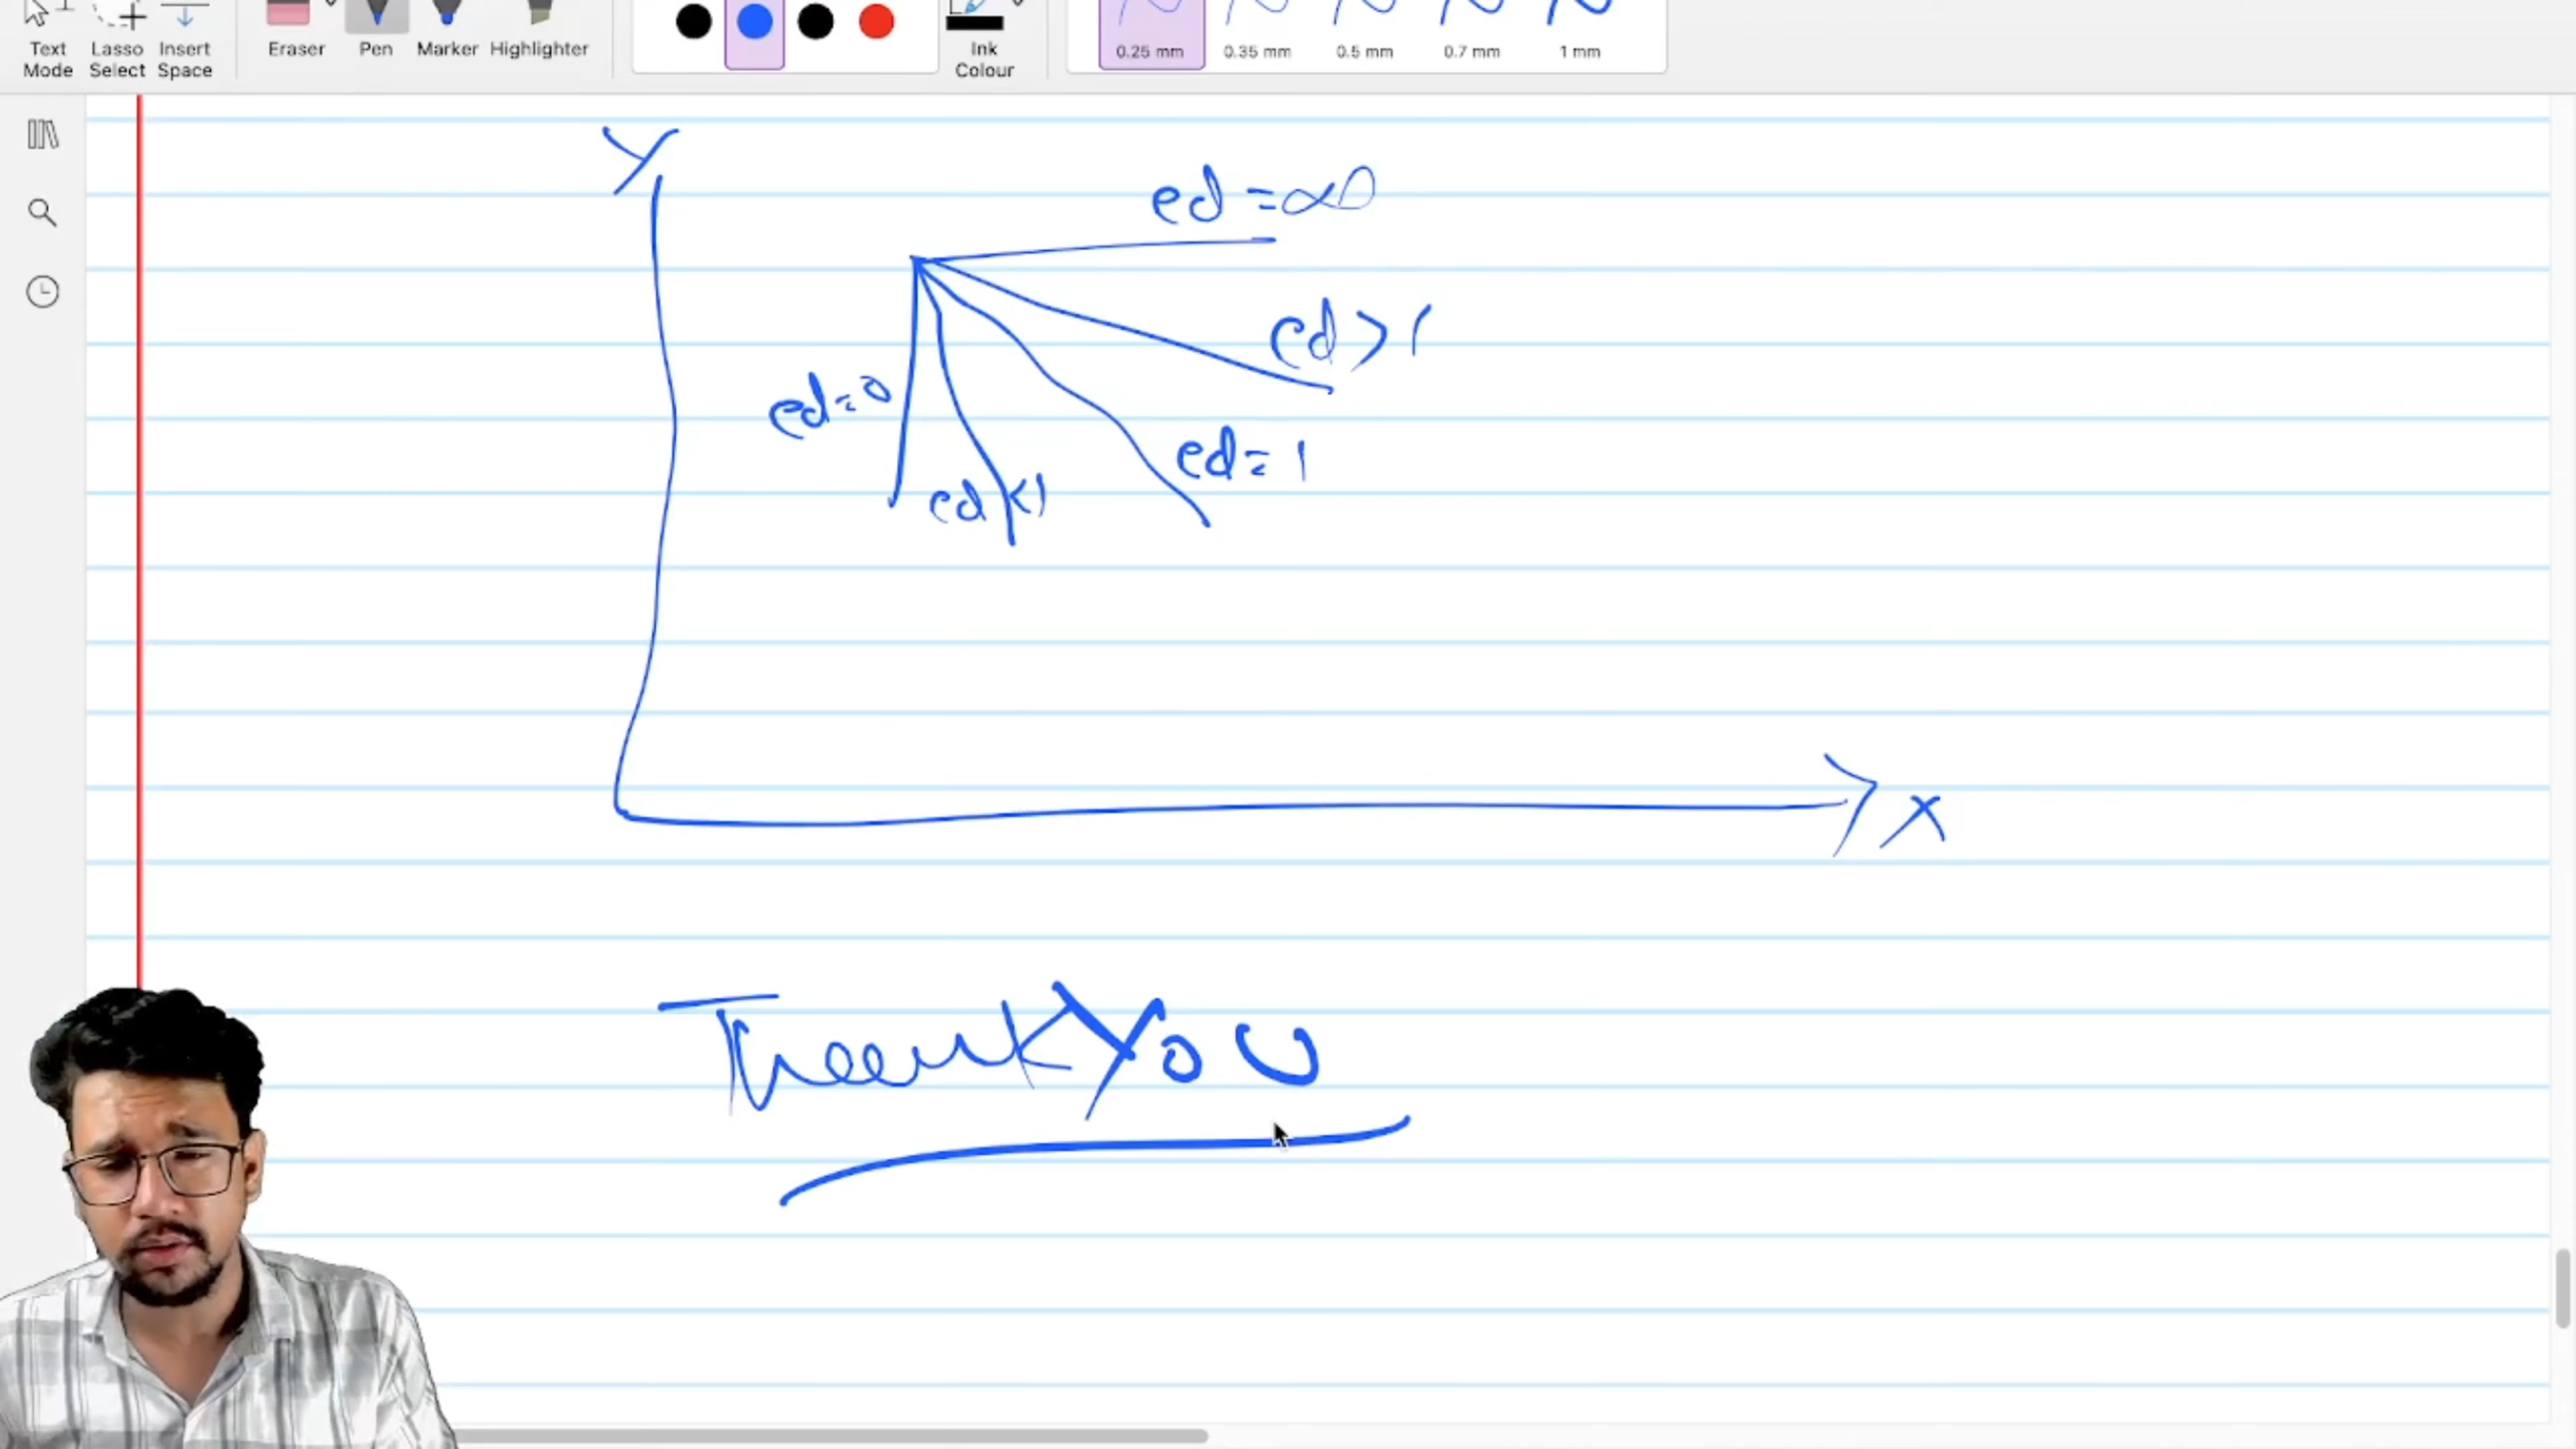 Text Mode
Lasso Select
Insert Space
Eraser
Pen
Marker
Highlighter
Ink Colour
0.25 mm
0.35 mm
0.5 mm
0.7 mm
1 mm
Y
ed = ∞
ed > 1
ed = 0
ed = 1
ed < 1
X
Thank You